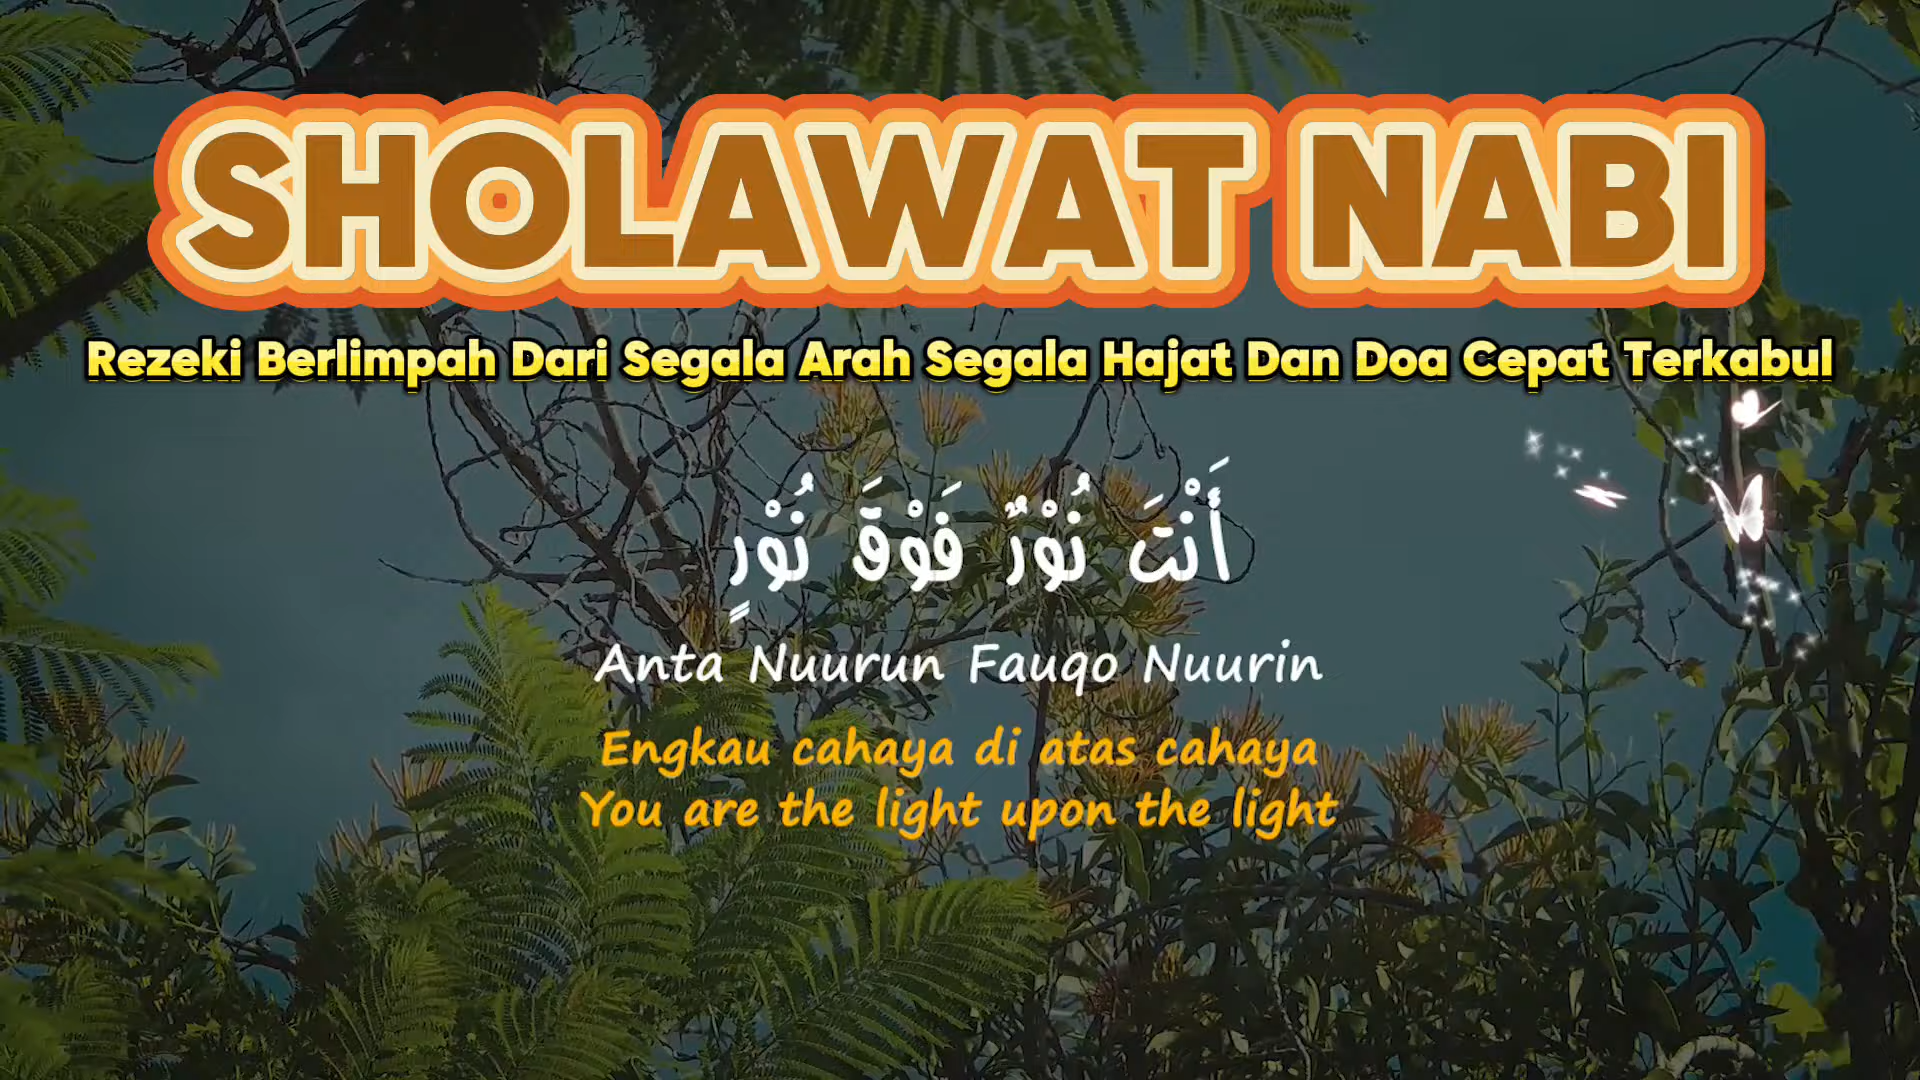 SHOLAWAT NABI
Rezeki Berlimpah Dari Segala Arah Segala Hajat Dan Doa Cepat Terkabul
أَنْتَ نُوْرٌ فَوْقَ نُوْرٍ
Anta Nuurun Fauqo Nuurin
Engkau cahaya di atas cahaya
You are the light upon the light